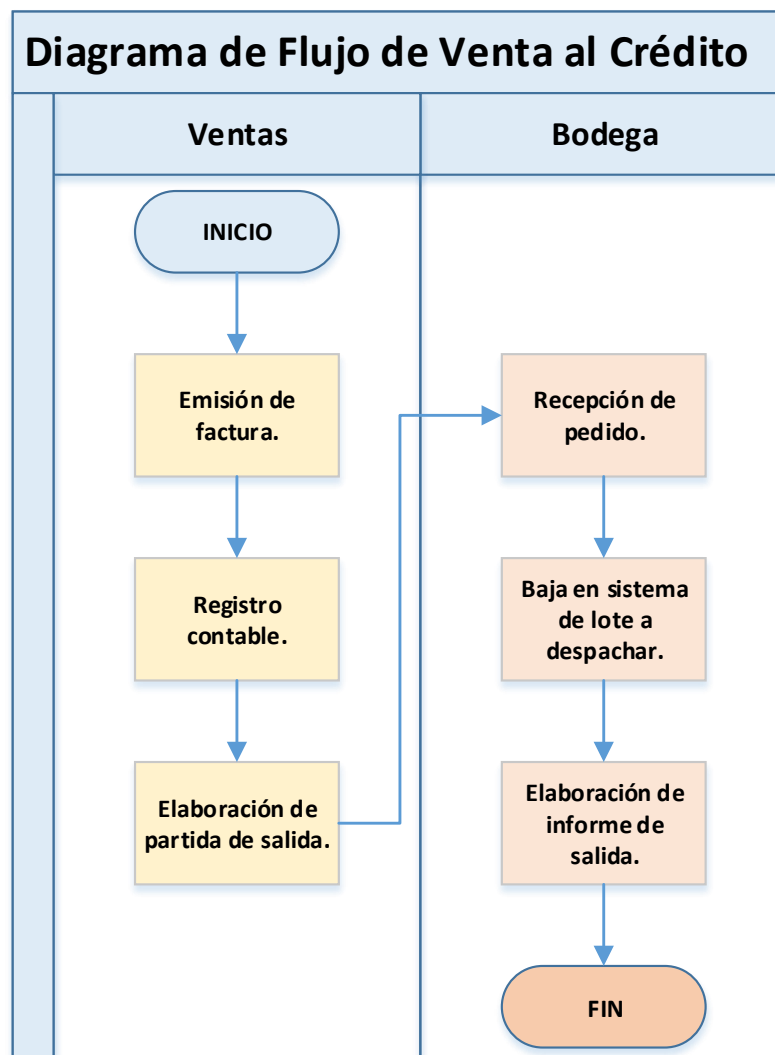 Diagrama de Flujo de Venta al Crédito
Ventas
Bodega
INICIO
Emisión de
factura.
Registro
contable.
Elaboración de
partida de salida.
Recepción de
pedido.
Baja en sistema
de lote a
despachar.
Elaboración de
informe de
salida.
FIN